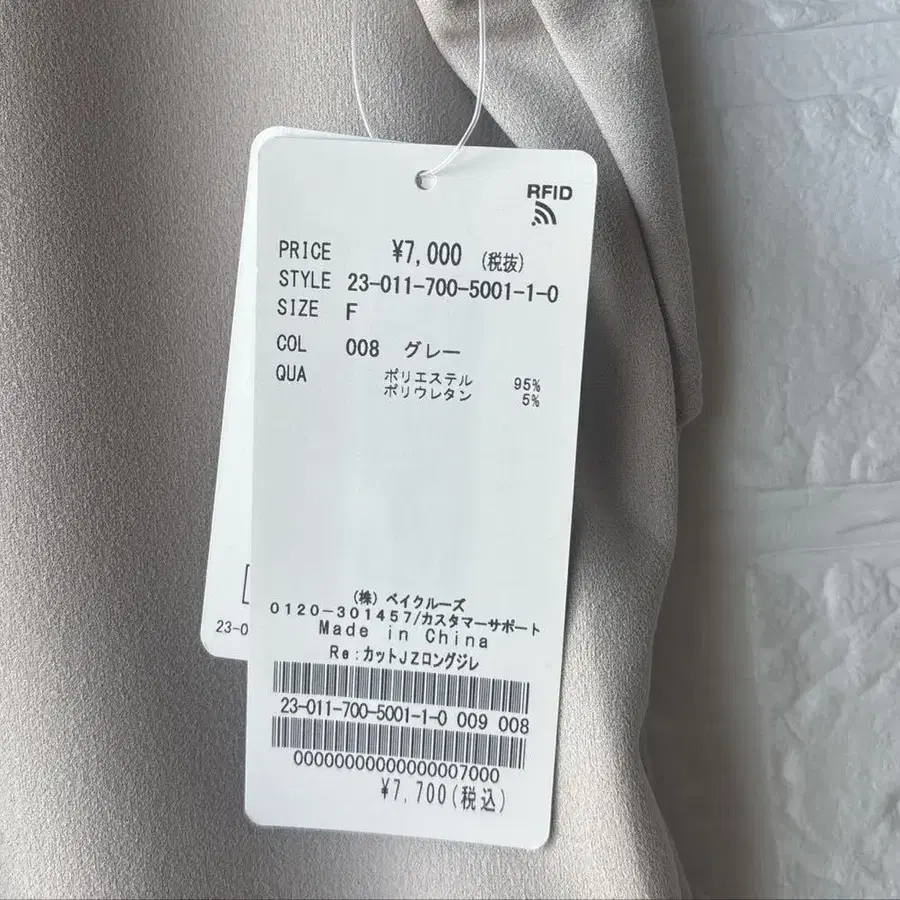 RFID
PRICE ¥7,000 (税抜)
STYLE 23-011-700-5001-1-0
SIZE F
COL 008 グレー
QUA ポリエステル 95%
ポリウレタン 5%
(株) ベイクルーズ
0120-301457/カスタマーサポート
Made in China
Re:カットJZロングジレ
23-011-700-5001-1-0 009 008
00000000000000007000
¥7,700(税込)
23-0